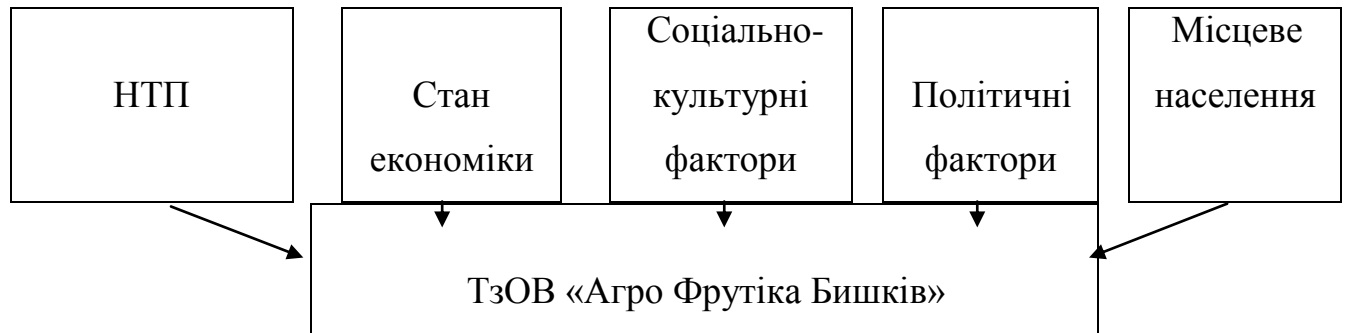 НТП
Стан
економіки
Соціально-
культурні
фактори
Політичні
фактори
Місцеве
населення
ТзОВ «Агро Фрутіка Бишків»